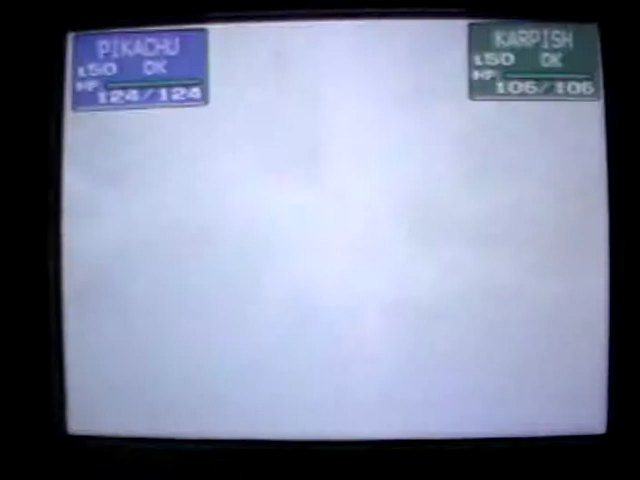 PIKACHU
L50 OK
HP
124/124
KARPISH
L50 OK
HP
106/106